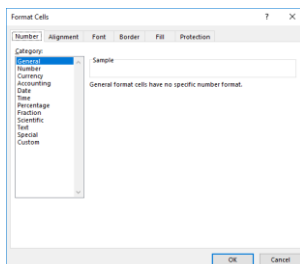 Format Cells
Number Alignment Font Border Fill Protection
Category:
General
Number
Currency
Accounting
Date
Time
Percentage
Fraction
Scientific
Text
Special
Custom
Sample
General format cells have no specific number format.
OK Cancel